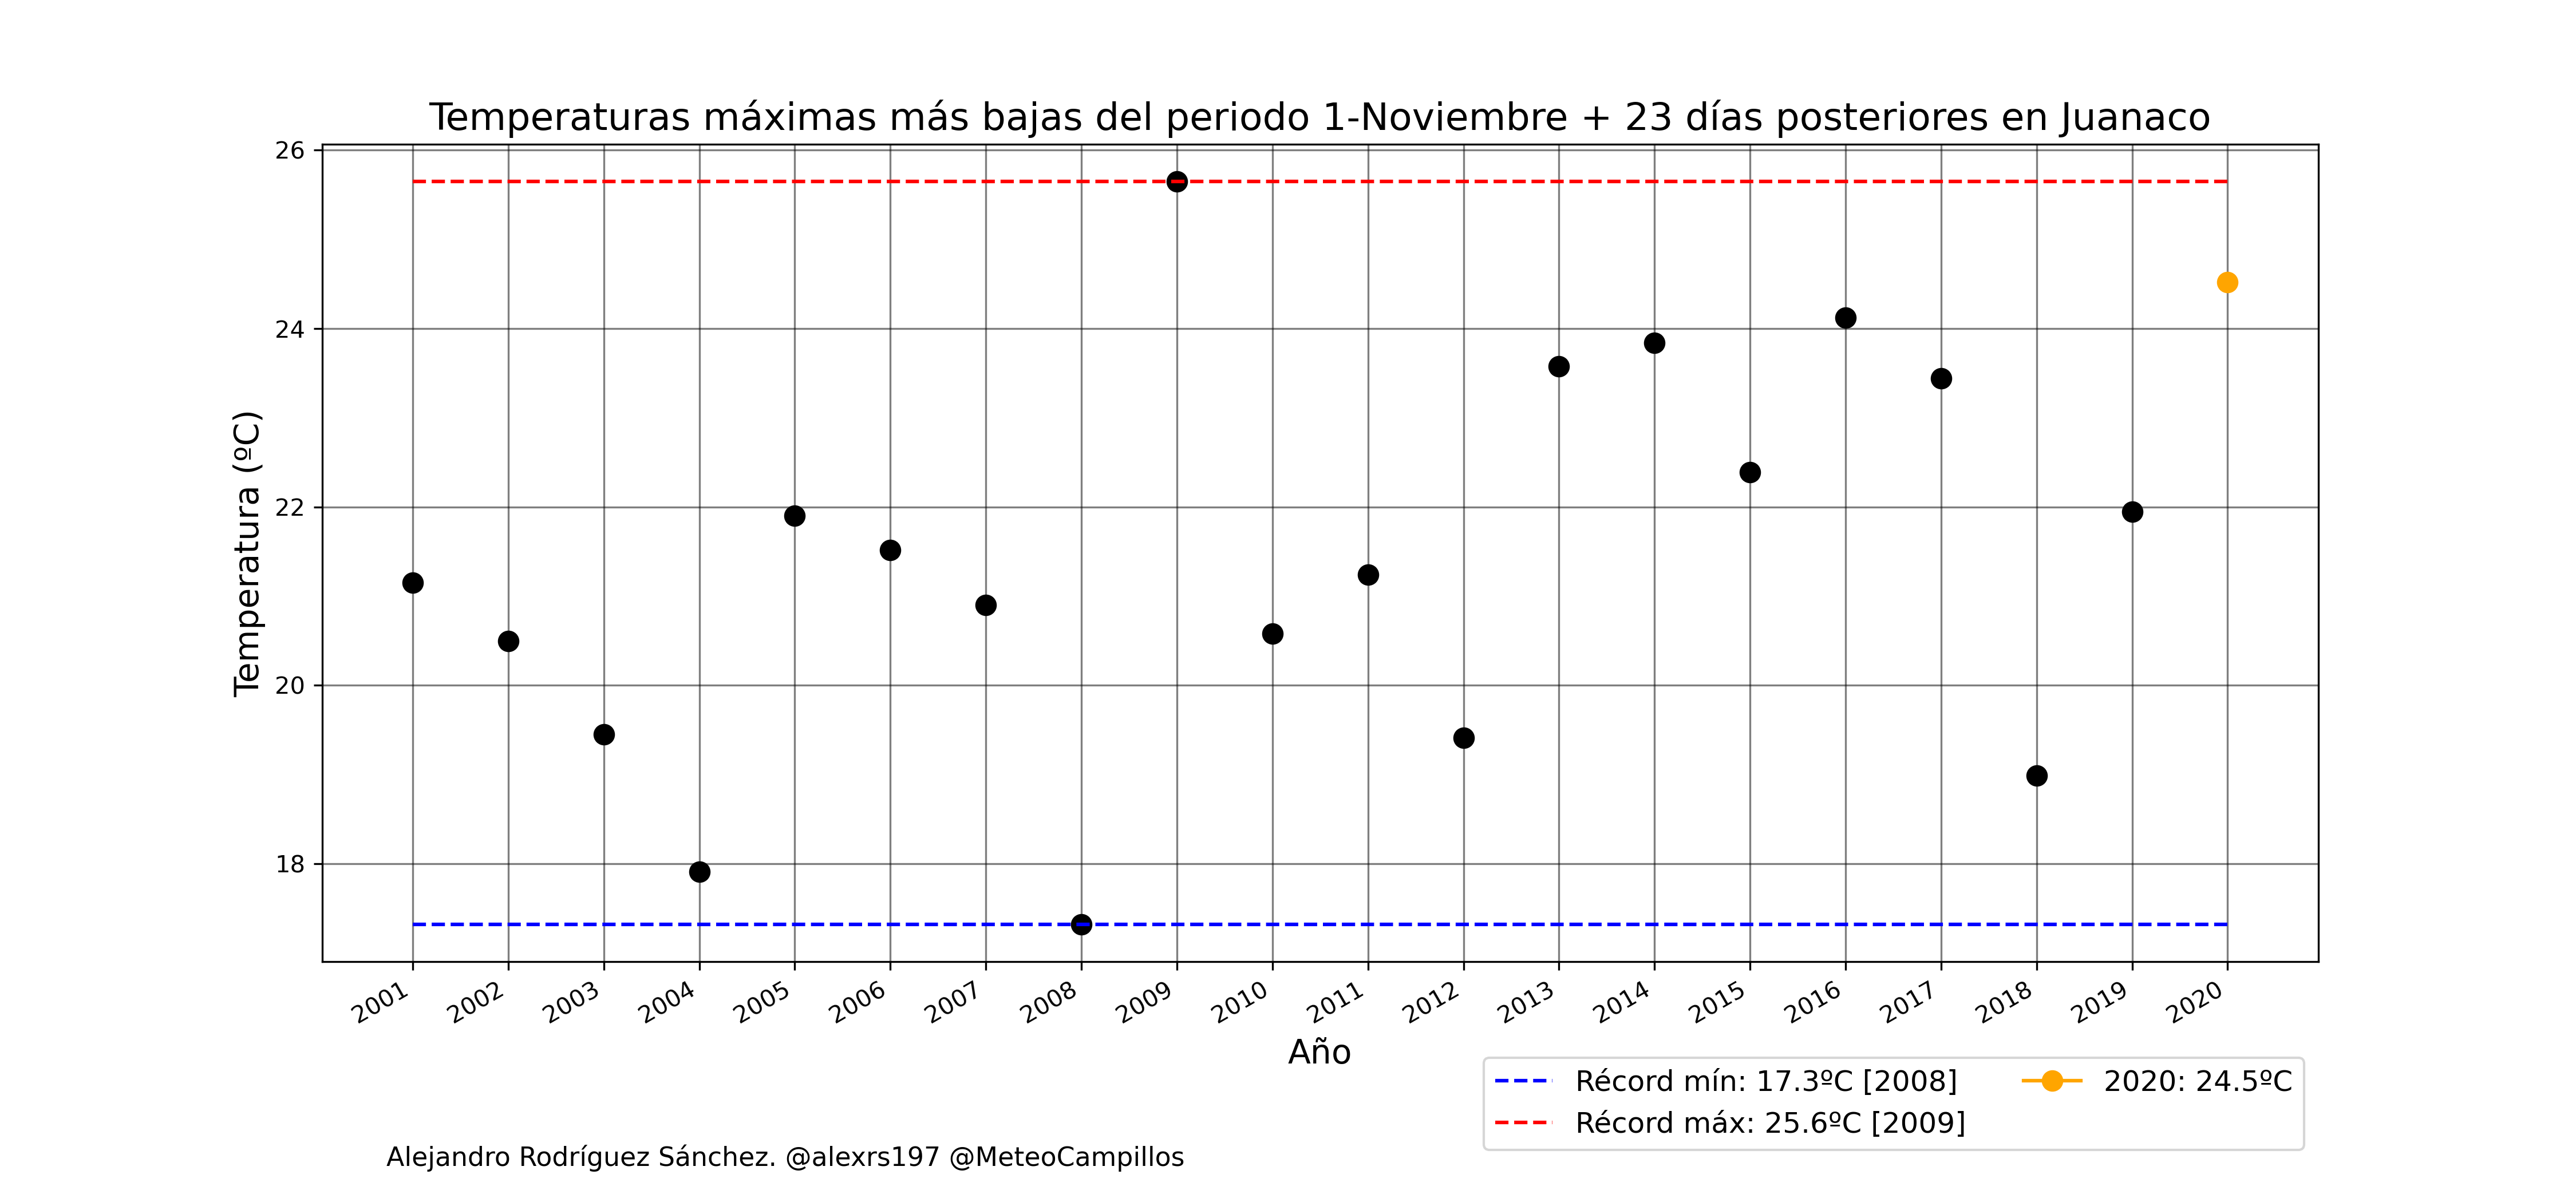 Temperaturas máximas más bajas del periodo 1-Noviembre + 23 días posteriores en Juanaco
Temperatura (ºC)
26
24
22
20
18
2001 2002 2003 2004 2005 2006 2007 2008 2009 2010 2011 2012 2013 2014 2015 2016 2017 2018 2019 2020
Año
Récord mín: 17.3ºC [2008]
Récord máx: 25.6ºC [2009]
2020: 24.5ºC
Alejandro Rodríguez Sánchez. @alexrs197 @MeteoCampillos